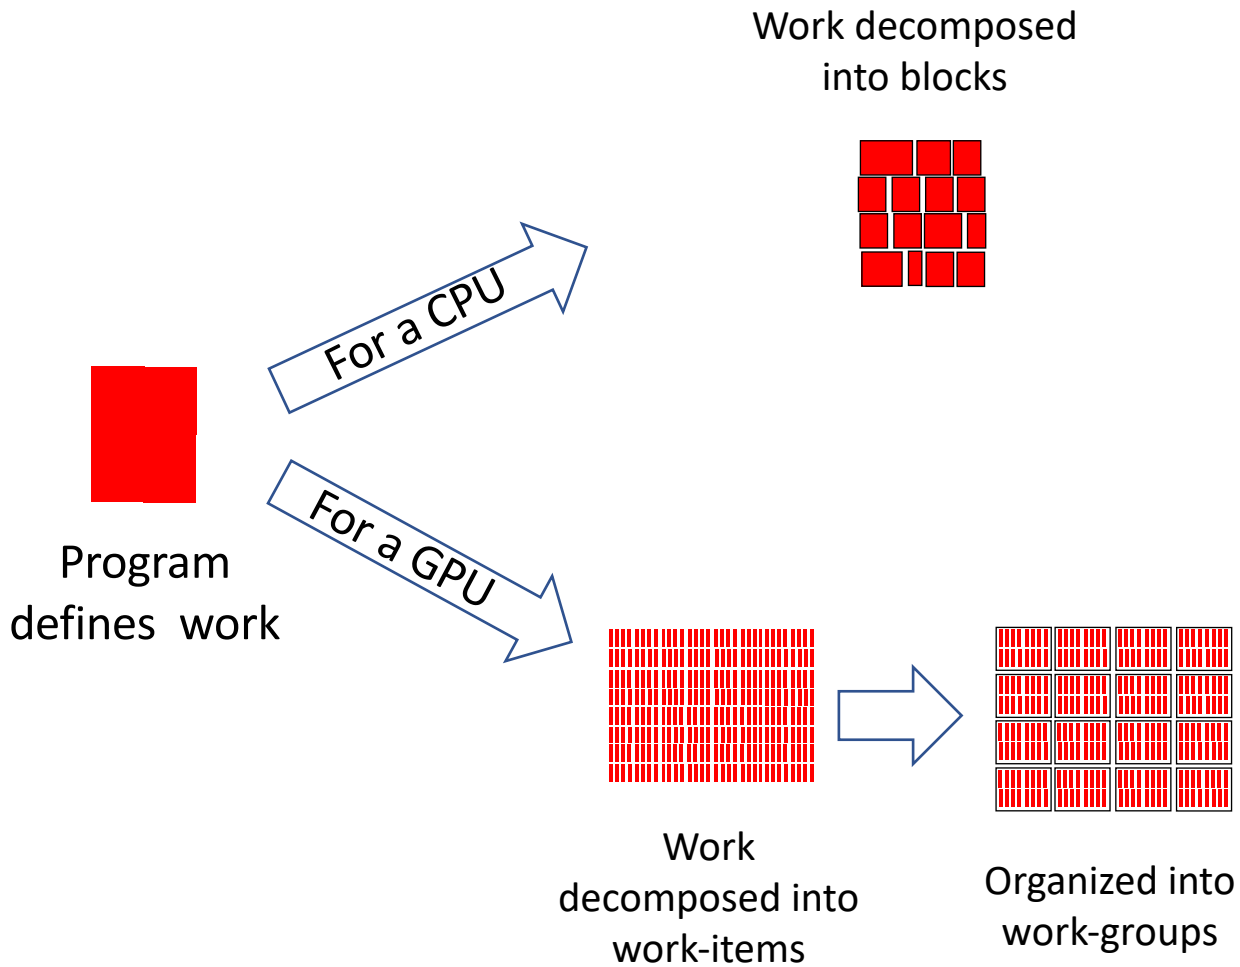 Work decomposed
into blocks
For a CPU
Program
defines work
For a GPU
Work
decomposed into
work-items
Organized into
work-groups